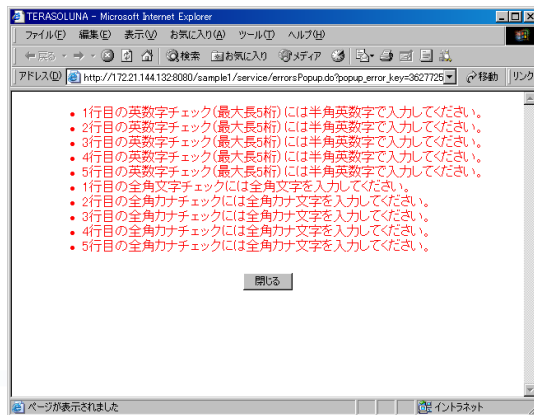 TERASOLUNA - Microsoft Internet Explorer
ファイル(F) 編集(E) 表示(V) お気に入り(A) ツール(T) ヘルプ(H)
戻る 検索 お気に入り メディア
アドレス(D) http://172.21.144.132:8080/sample1/service/errorsPopup.do?popup_error_key=3627725 移動 リンク
• 1行目の英数字チェック(最大長5桁)には半角英数字で入力してください。
• 2行目の英数字チェック(最大長5桁)には半角英数字で入力してください。
• 3行目の英数字チェック(最大長5桁)には半角英数字で入力してください。
• 4行目の英数字チェック(最大長5桁)には半角英数字で入力してください。
• 5行目の英数字チェック(最大長5桁)には半角英数字で入力してください。
• 1行目の全角文字チェックには全角文字を入力してください。
• 2行目の全角カナチェックには全角カナ文字を入力してください。
• 3行目の全角カナチェックには全角カナ文字を入力してください。
• 4行目の全角カナチェックには全角カナ文字を入力してください。
• 5行目の全角カナチェックには全角カナ文字を入力してください。
閉じる
ページが表示されました イントラネット